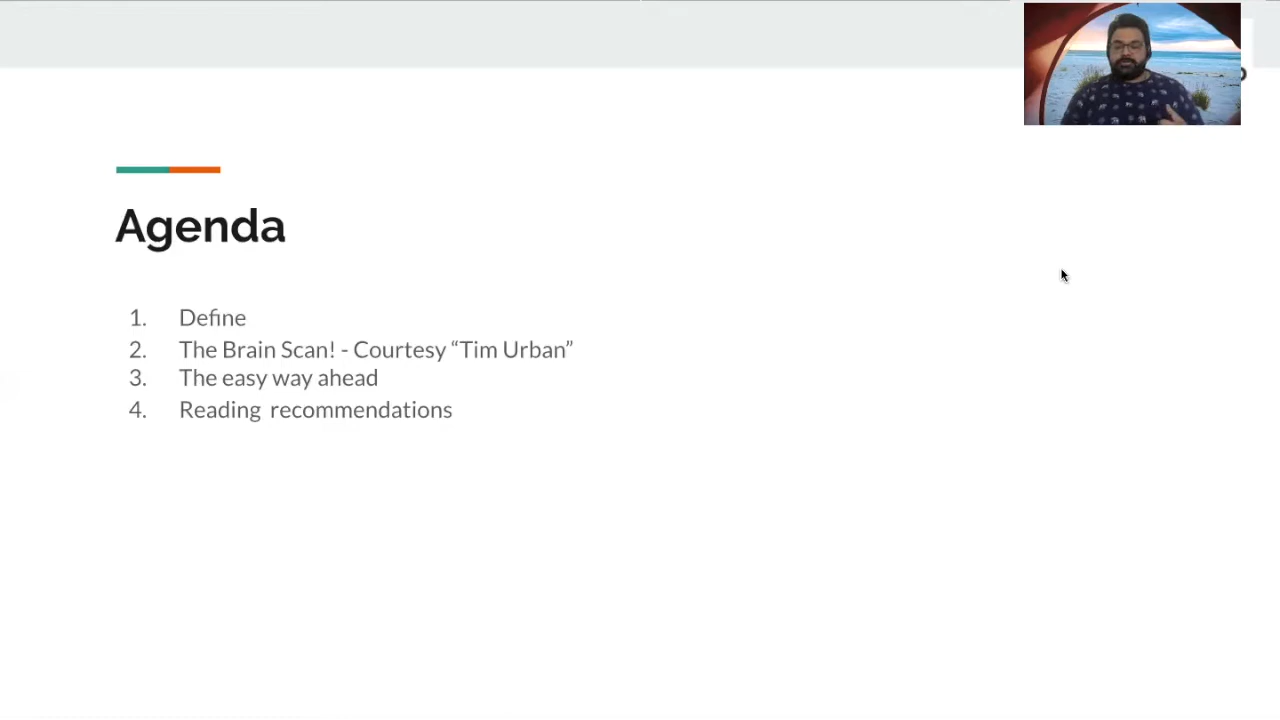 Agenda
1. Define
2. The Brain Scan! - Courtesy “Tim Urban”
3. The easy way ahead
4. Reading recommendations